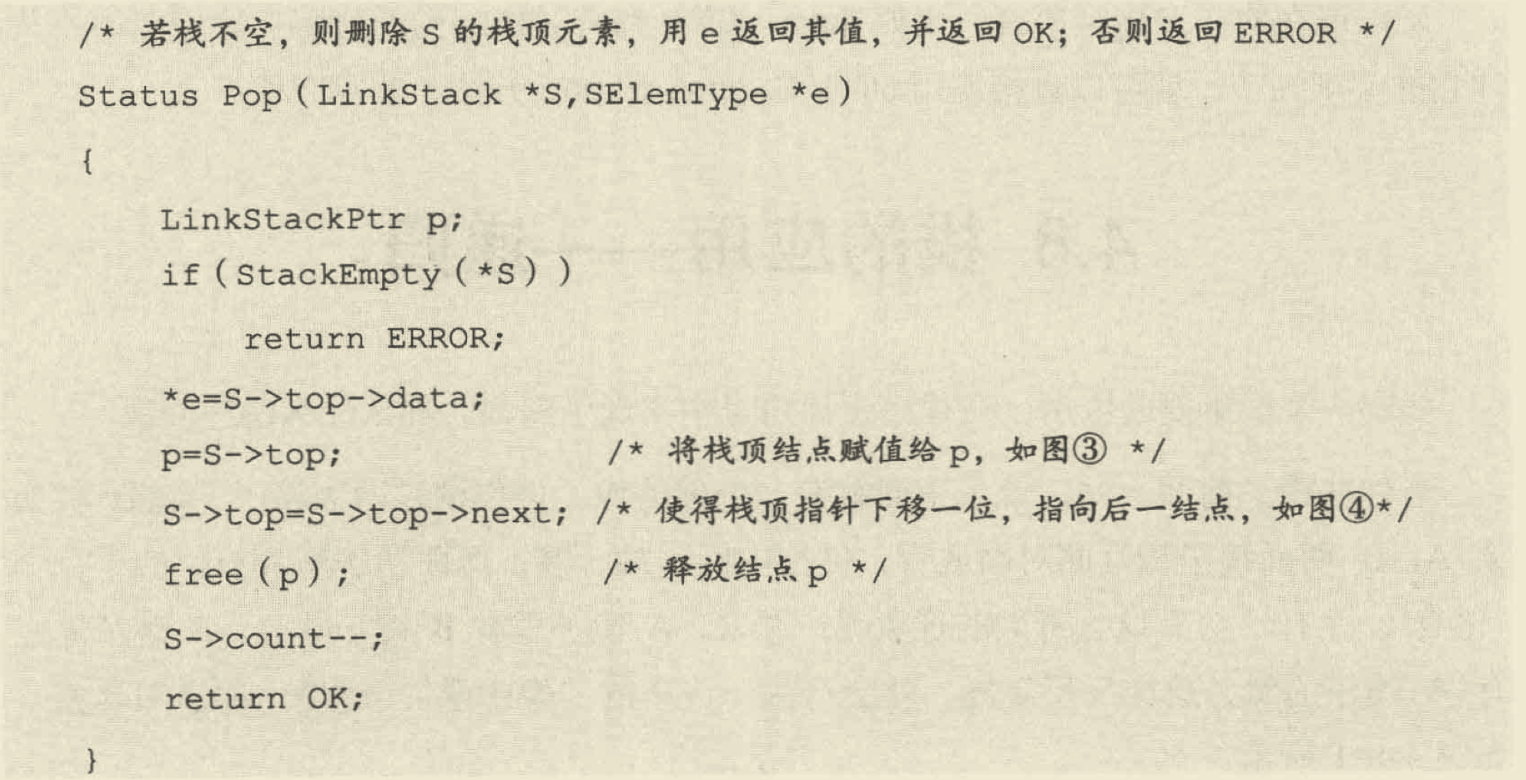 /* 若栈不空，则删除 S 的栈顶元素，用 e 返回其值，并返回 OK；否则返回 ERROR */
Status Pop（LinkStack *S,SElemType *e）
{
LinkStackPtr p;
if（StackEmpty（*S））
return ERROR;
*e=S->top->data;
p=S->top; /* 将栈顶结点赋值给 p，如图③ */
S->top=S->top->next; /* 使得栈顶指针下移一位，指向后一结点，如图④*/
free（p）; /* 释放结点 p */
S->count--;
return OK;
}